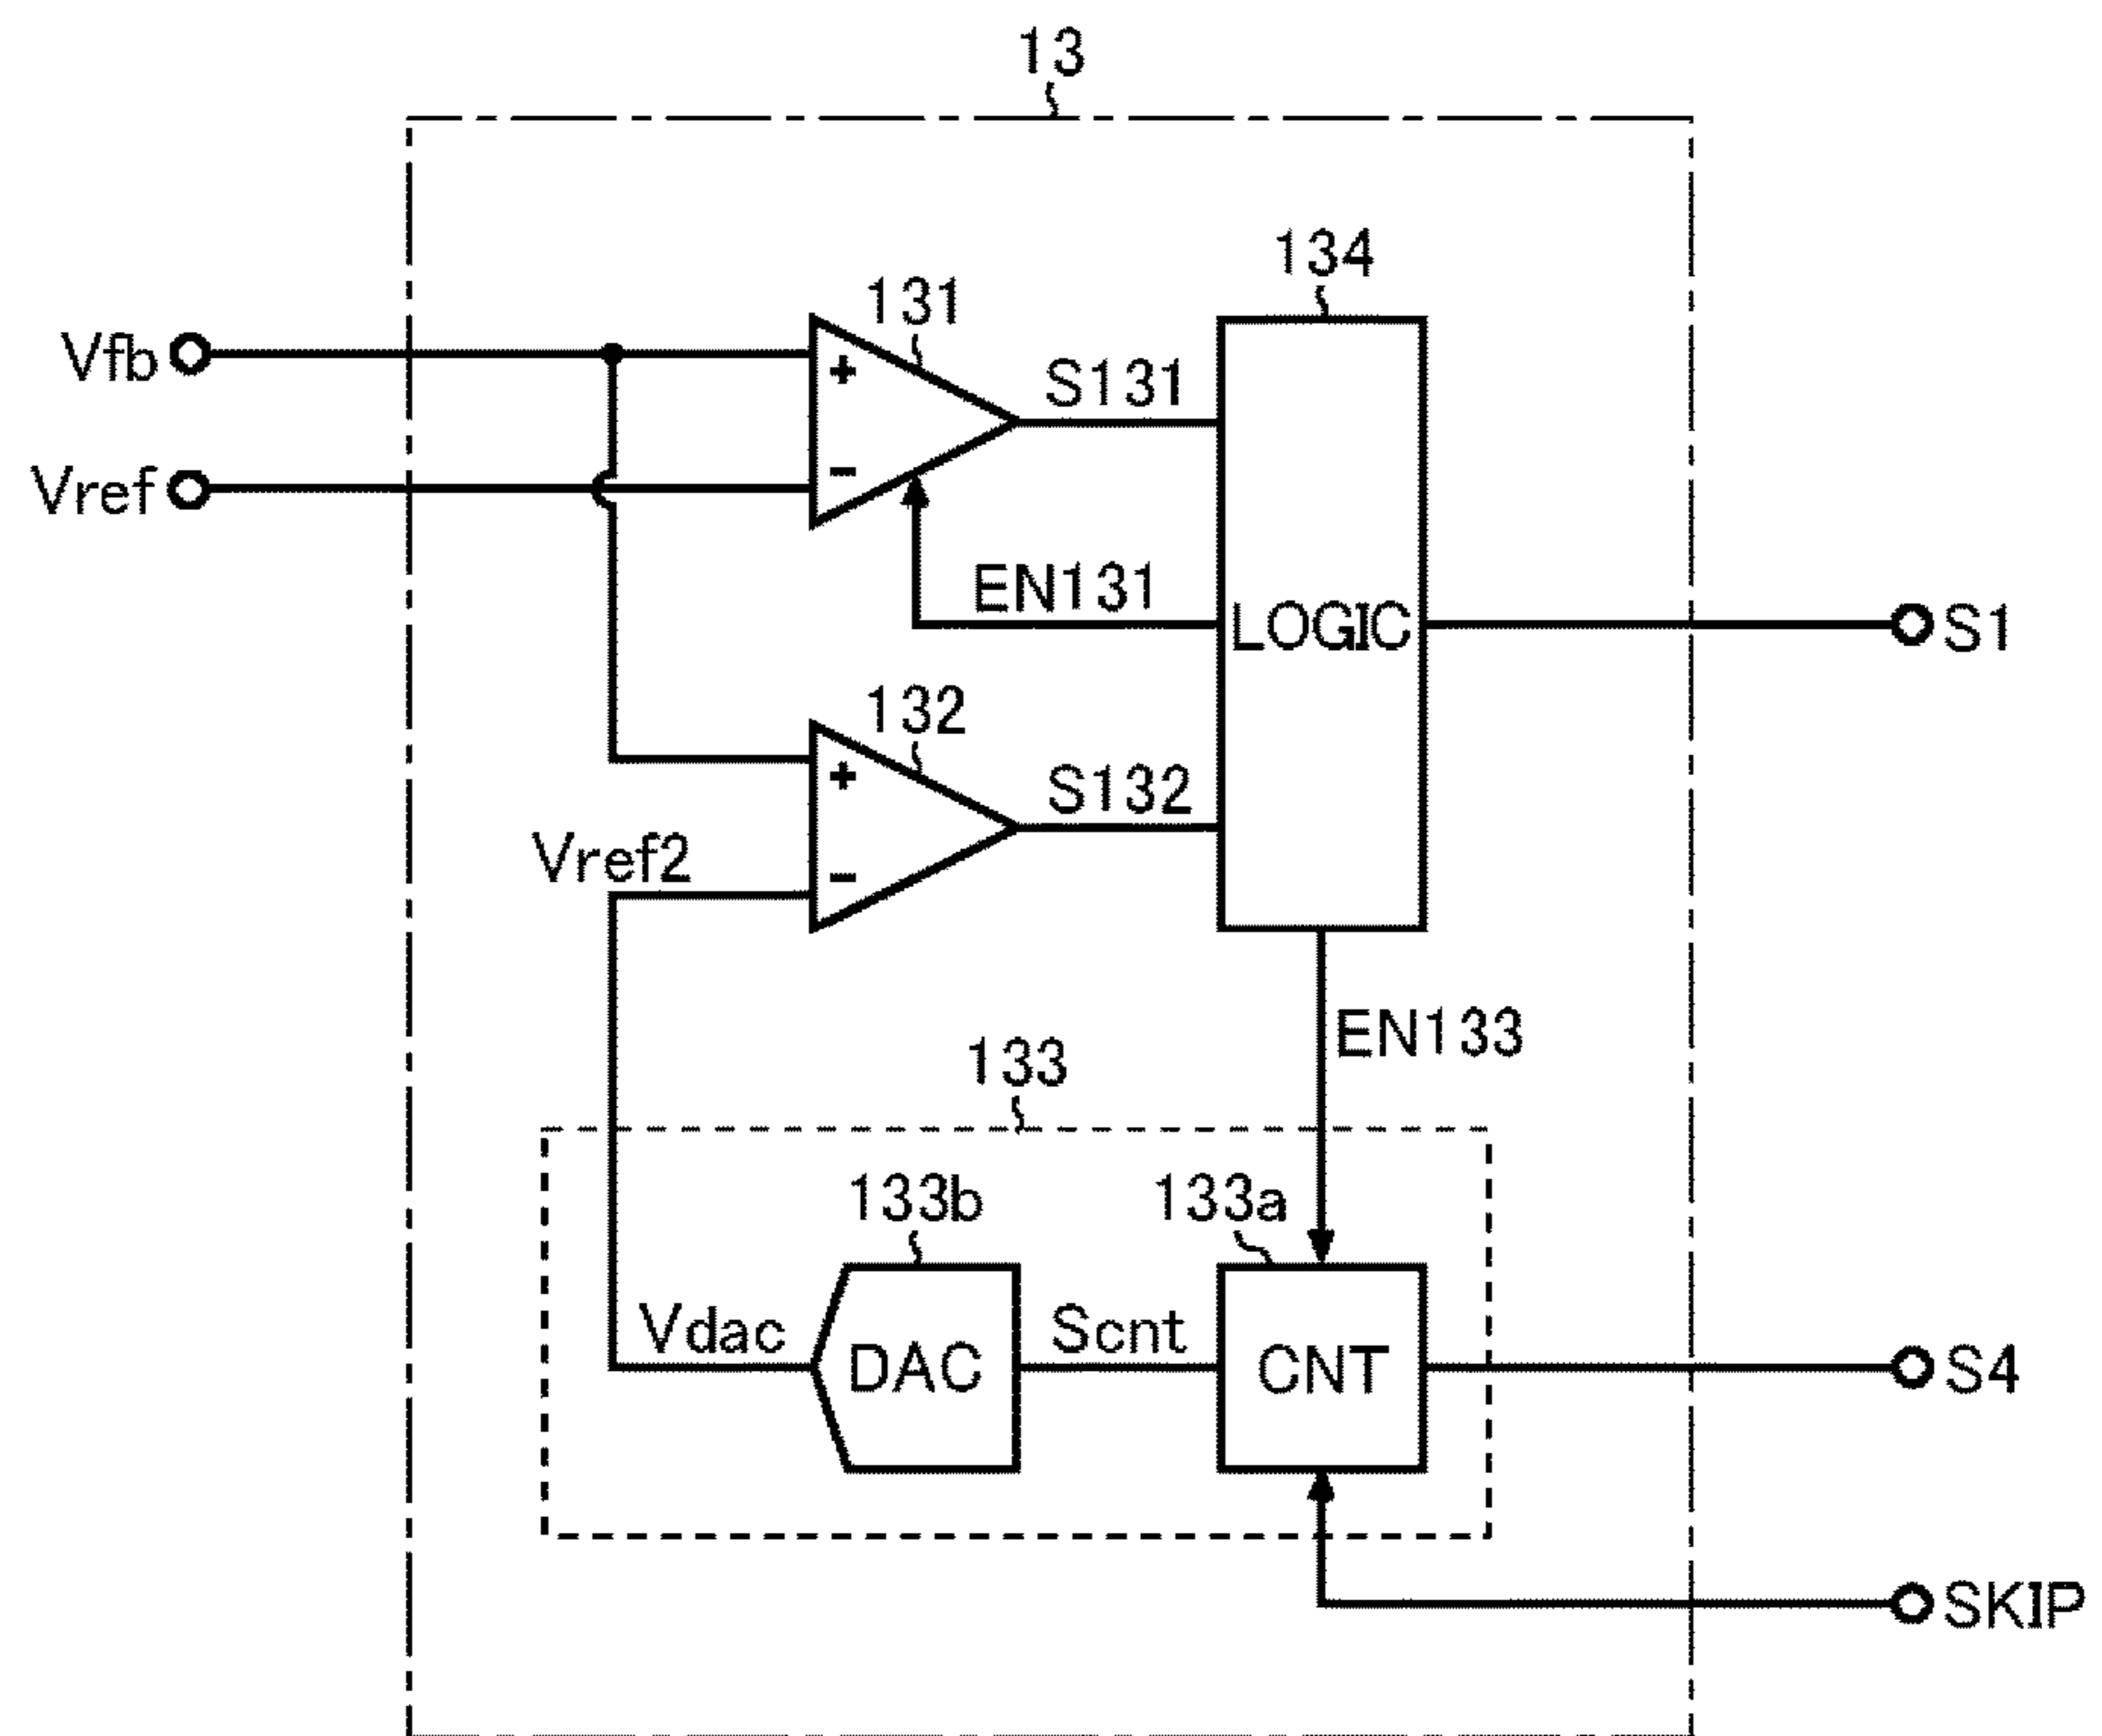 13
134
131
Vfb
S131
Vref
EN131
LOGIC
S1
132
S132
Vref2
EN133
133
133b
133a
Vdac
DAC
Scnt
CNT
S4
SKIP
+
-
+
-